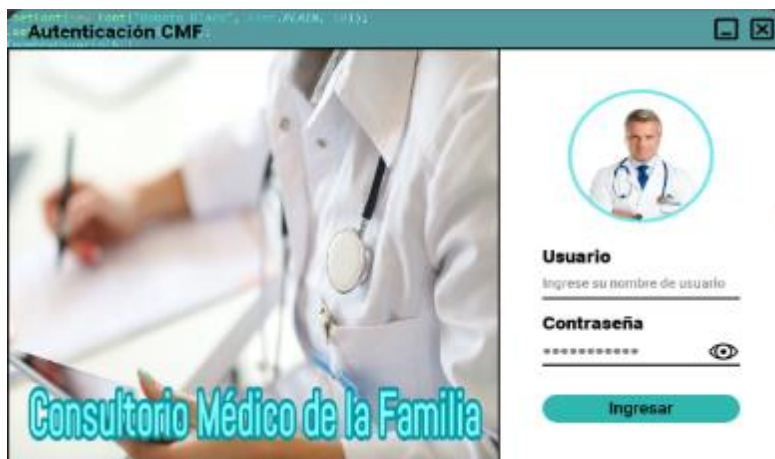 Autenticación CMF
Usuario
Ingrese su nombre de usuario
Contraseña
***********
Ingresar
Consultorio Médico de la Familia